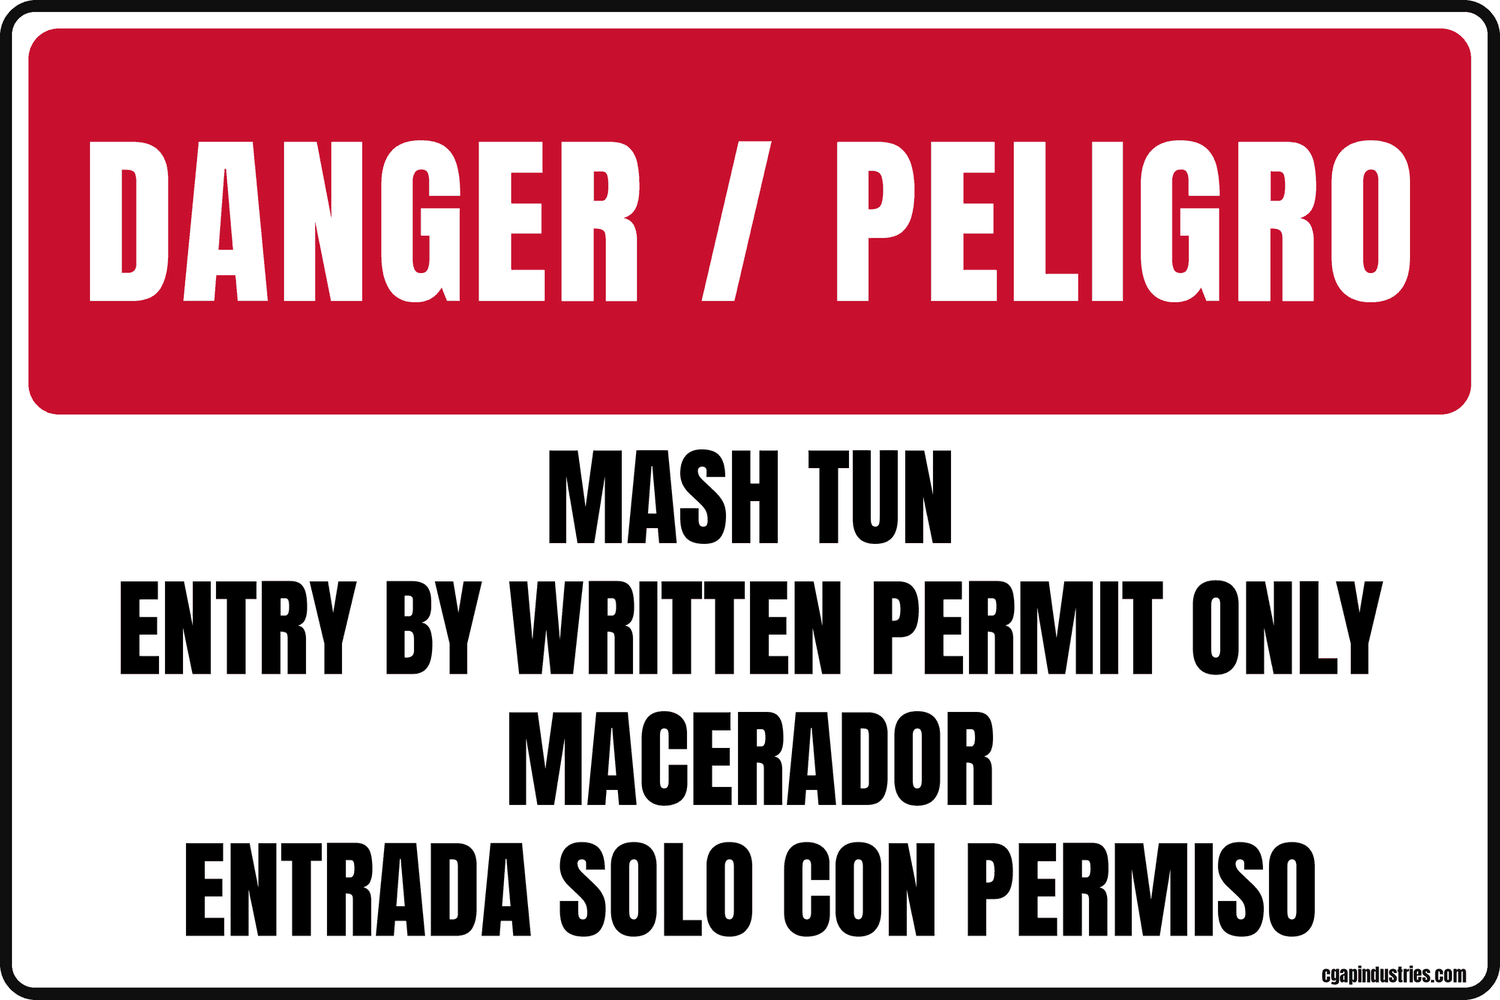 DANGER / PELIGRO
MASH TUN
ENTRY BY WRITTEN PERMIT ONLY
MACERADOR
ENTRADA SOLO CON PERMISO
cgapindustries.com